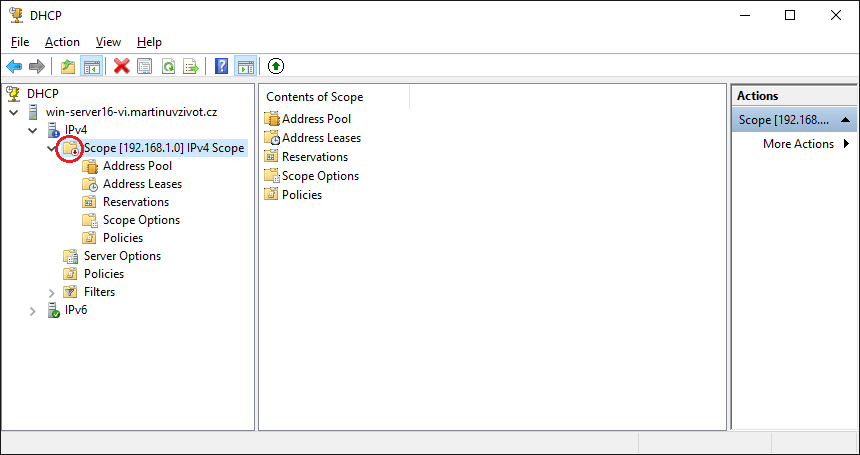 DHCP
File Action View Help
DHCP
win-server16-vi.martinuvzivot.cz
IPv4
Scope [192.168.1.0] IPv4 Scope
Address Pool
Address Leases
Reservations
Scope Options
Policies
Server Options
Policies
Filters
IPv6
Contents of Scope
Address Pool
Address Leases
Reservations
Scope Options
Policies
Actions
Scope [192.168....
More Actions